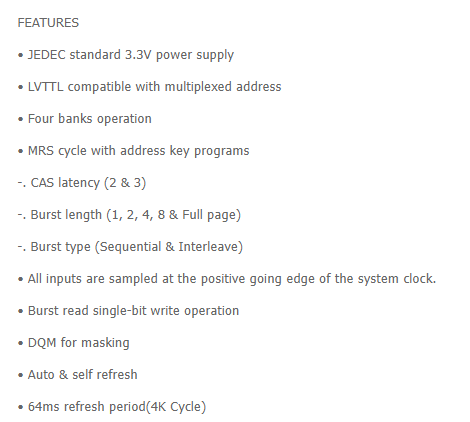 FEATURES
• JEDEC standard 3.3V power supply
• LVTTL compatible with multiplexed address
• Four banks operation
• MRS cycle with address key programs
-. CAS latency (2 & 3)
-. Burst length (1, 2, 4, 8 & Full page)
-. Burst type (Sequential & Interleave)
• All inputs are sampled at the positive going edge of the system clock.
• Burst read single-bit write operation
• DQM for masking
• Auto & self refresh
• 64ms refresh period(4K Cycle)